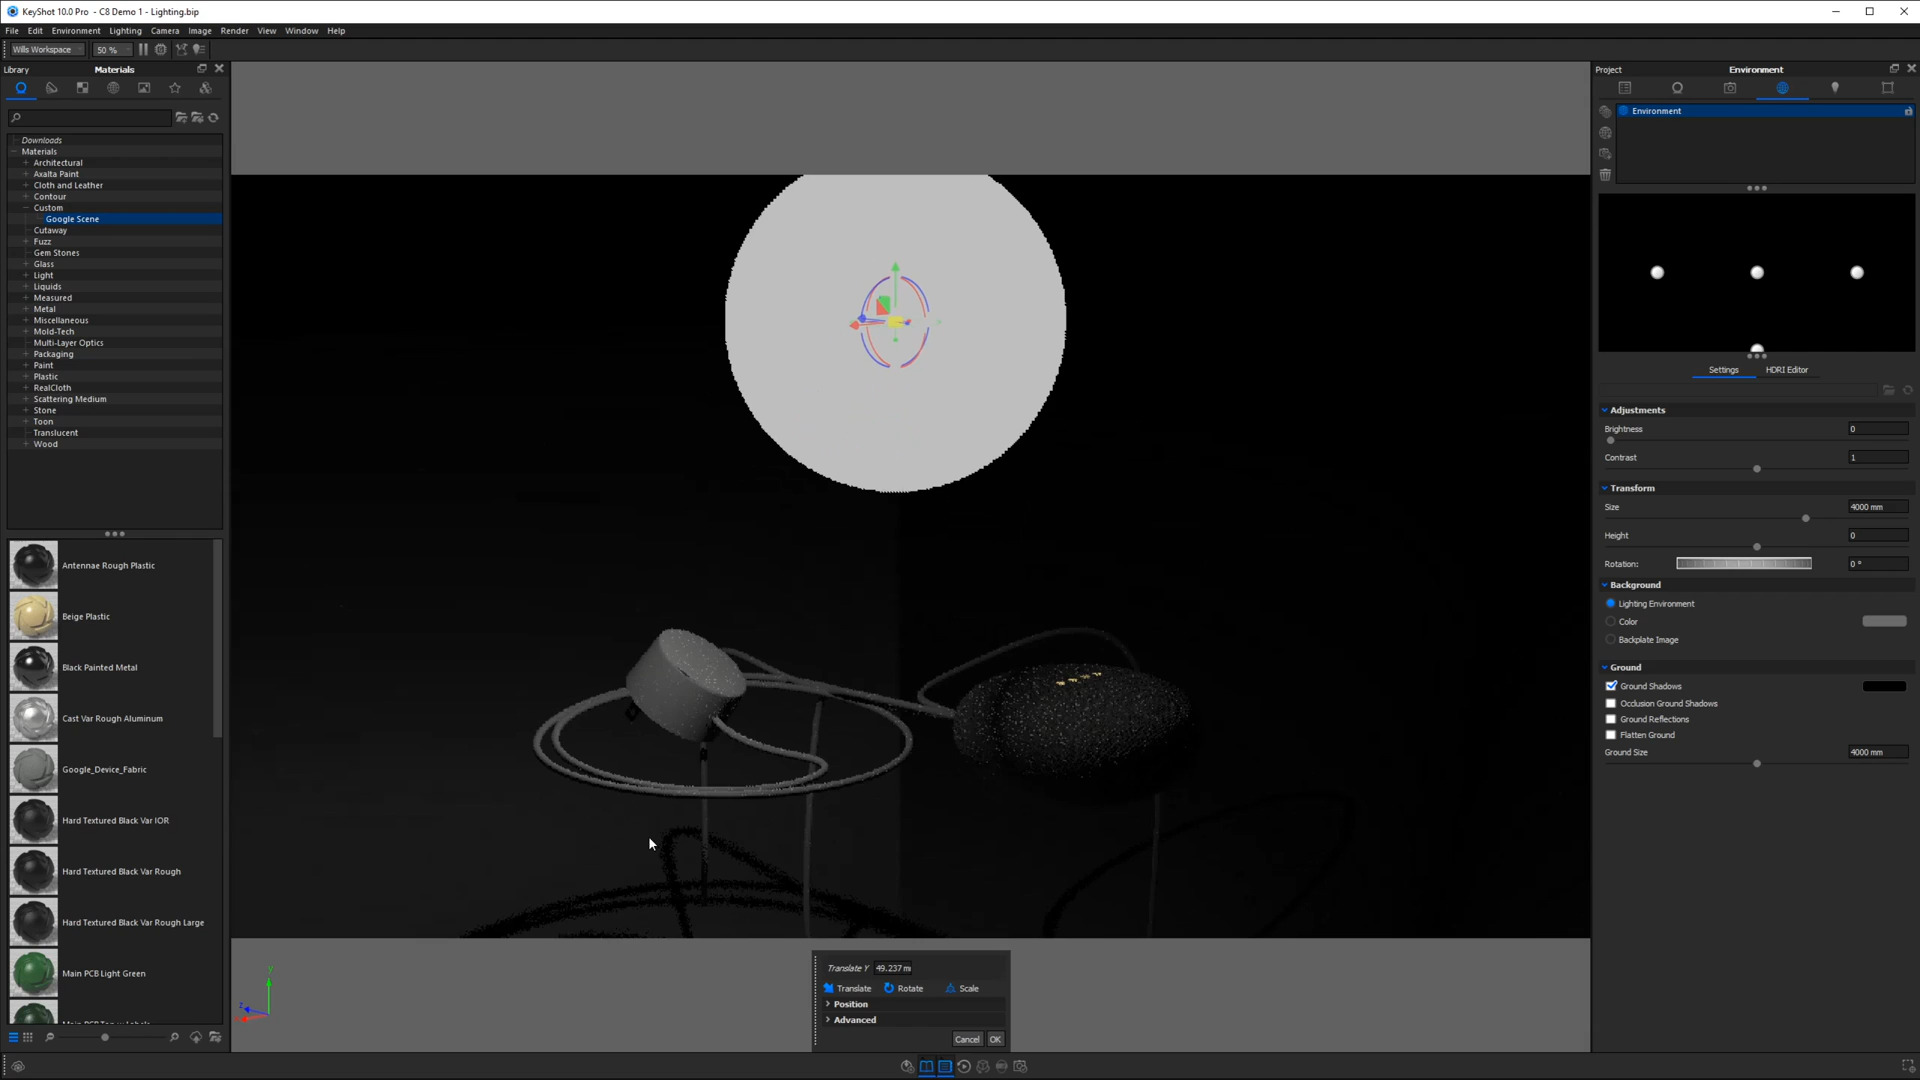 KeyShot 10.0 Pro - C8 Demo 1 - Lighting.bip
File Edit Environment Lighting Camera Image Render View Window Help
Wills Workspace 50 %
Library Materials
Downloads
Materials
Architectural
Axalta Paint
Cloth and Leather
Contour
Custom
Google Scene
Cutaway
Fuzz
Gem Stones
Glass
Light
Liquids
Measured
Metal
Miscellaneous
Mold-Tech
Multi-Layer Optics
Packaging
Paint
Plastic
RealCloth
Scattering Medium
Stone
Toon
Translucent
Wood
Antennae Rough Plastic
Beige Plastic
Black Painted Metal
Cast Var Rough Aluminum
Google_Device_Fabric
Hard Textured Black Var IOR
Hard Textured Black Var Rough
Hard Textured Black Var Rough Large
Main PCB Light Green
y
z
Translate Y 49.237 m
Translate Rotate Scale
Position
Advanced
Cancel OK
Project Environment
Environment
Settings HDRI Editor
Adjustments
Brightness 0
Contrast 1
Transform
Size 4000 mm
Height 0
Rotation: 0 °
Background
Lighting Environment
Color
Backplate Image
Ground
Ground Shadows
Occlusion Ground Shadows
Ground Reflections
Flatten Ground
Ground Size 4000 mm